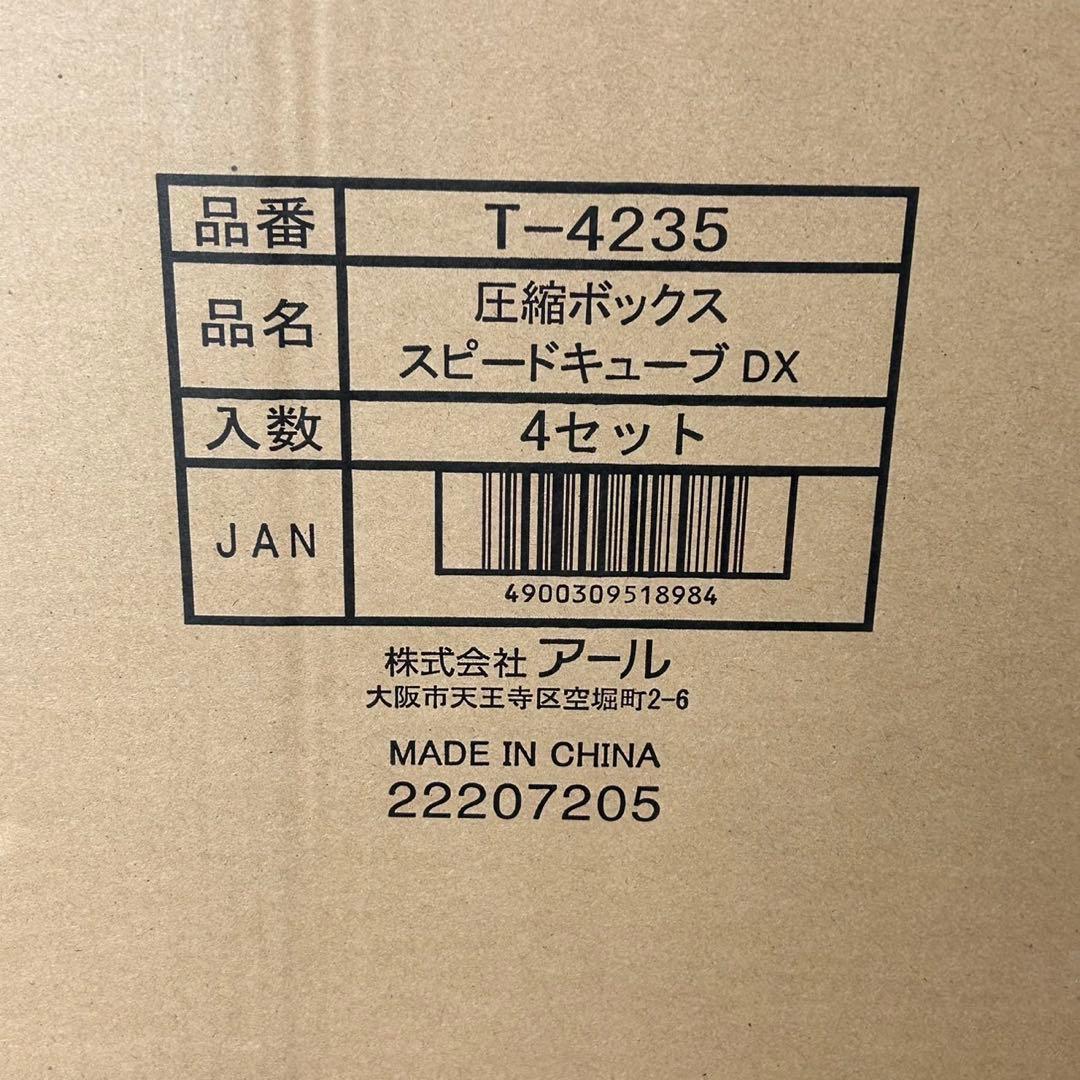 品番 T-4235
品名 圧縮ボックス
スピードキューブ DX
入数 4セット
JAN
4900309518984
株式会社 アール
大阪市天王寺区空堀町2-6
MADE IN CHINA
22207205